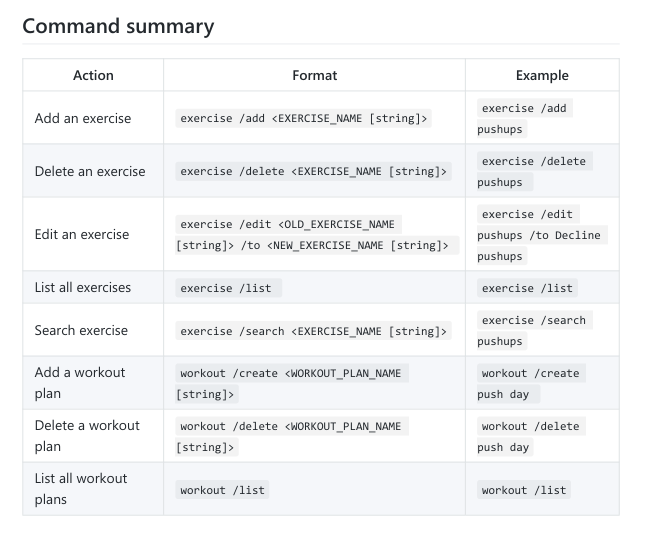 Command summary
Action Format Example
Add an exercise exercise /add <EXERCISE_NAME [string]> exercise /add
pushups
Delete an exercise exercise /delete <EXERCISE_NAME [string]> exercise /delete
pushups
Edit an exercise exercise /edit <OLD_EXERCISE_NAME
[string]> /to <NEW_EXERCISE_NAME [string]> exercise /edit
pushups /to Decline
pushups
List all exercises exercise /list exercise /list
Search exercise exercise /search <EXERCISE_NAME [string]> exercise /search
pushups
Add a workout
plan workout /create <WORKOUT_PLAN_NAME
[string]> workout /create
push day
Delete a workout
plan workout /delete <WORKOUT_PLAN_NAME
[string]> workout /delete
push day
List all workout
plans workout /list workout /list